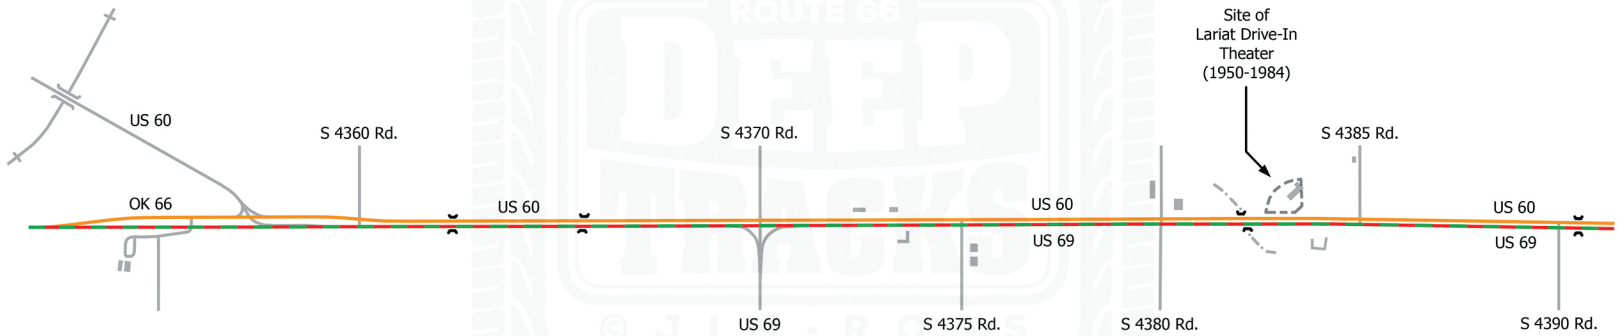 ROUTE 66
DEEP
TRACKS
Site of
Lariat Drive-In
Theater
(1950-1984)
US 60
S 4360 Rd.
S 4370 Rd.
S 4385 Rd.
OK 66
US 60
US 60
US 60
US 69
US 69
US 69
S 4375 Rd.
S 4380 Rd.
S 4390 Rd.